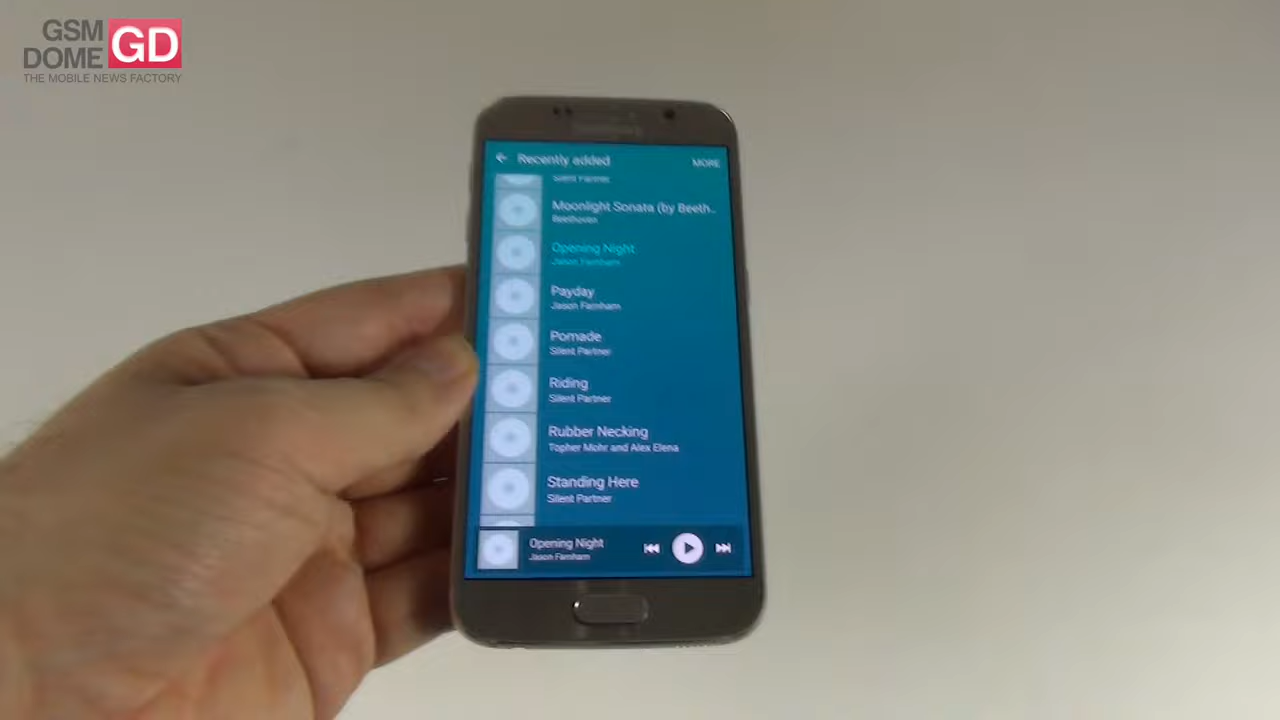 GSM
DOME GD
THE MOBILE NEWS FACTORY
Recently added
MORE
Silent Partner
Moonlight Sonata (by Beeth..
Beethoven
Opening Night
Jason Farnham
Payday
Jason Farnham
Pomade
Silent Partner
Riding
Silent Partner
Rubber Necking
Topher Mohr and Alex Elena
Standing Here
Silent Partner
Opening Night
Jason Farnham